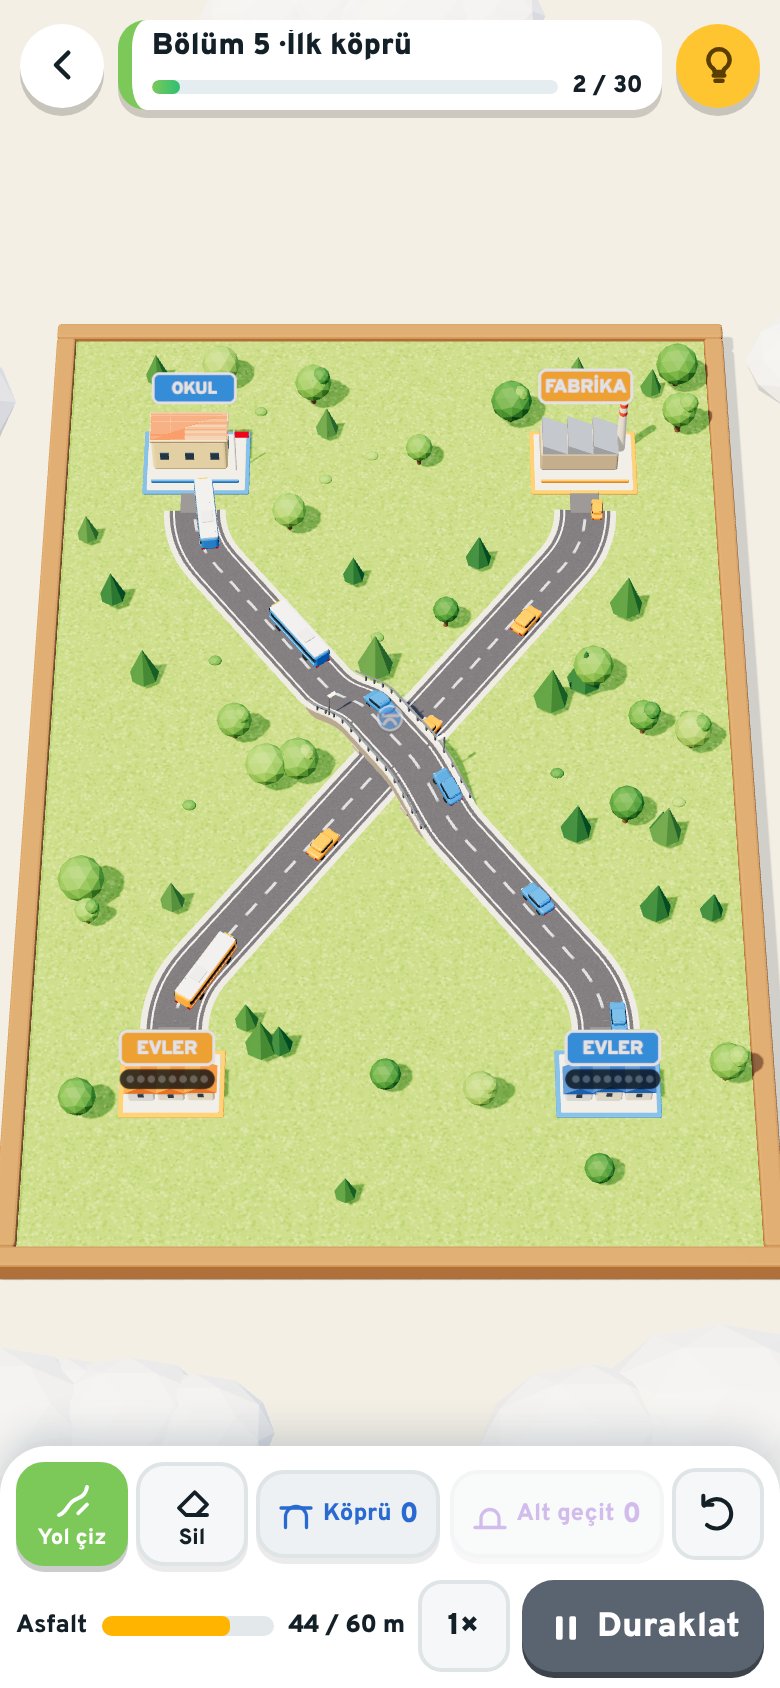 Bölüm 5 ·İlk köprü
2 / 30
OKUL
FABRİKA
EVLER
EVLER
Yol çiz
Sil
Köprü 0
Alt geçit 0
Asfalt
44 / 60 m
1×
Duraklat